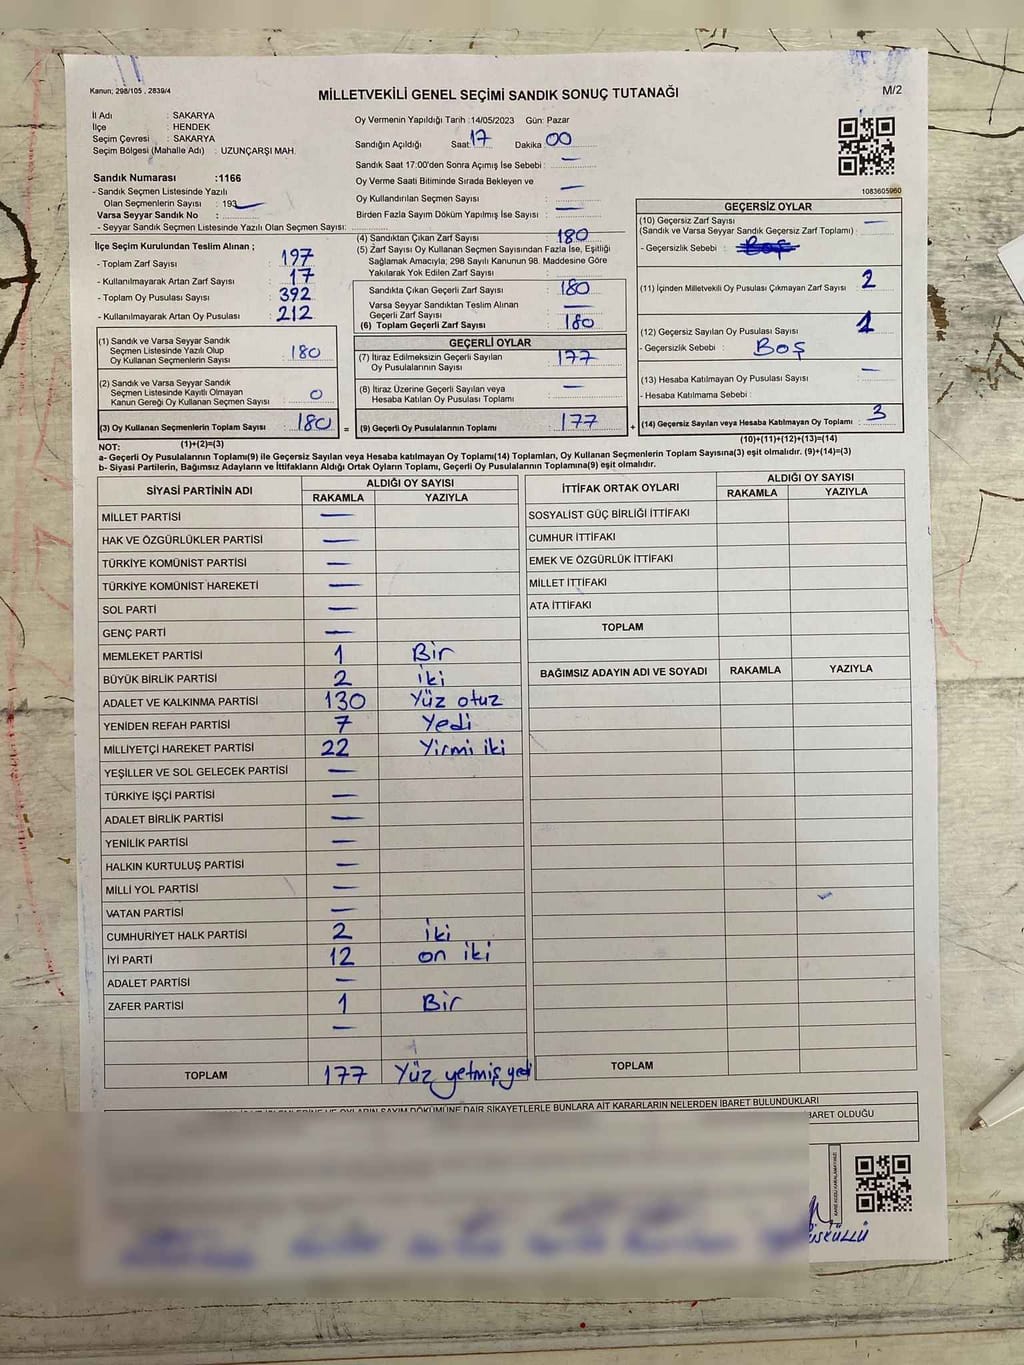 Kanun; 298/105 , 2839/4
MİLLETVEKİLİ GENEL SEÇİMİ SANDIK SONUÇ TUTANAĞI
M/2
İl Adı : SAKARYA
İlçe : HENDEK
Seçim Çevresi : SAKARYA
Seçim Bölgesi (Mahalle Adı) : UZUNÇARŞI MAH.
Sandık Numarası :1166
- Sandık Seçmen Listesinde Yazılı
Olan Seçmenlerin Sayısı : 193
Varsa Seyyar Sandık No :
- Seyyar Sandık Seçmen Listesinde Yazılı Olan Seçmen Sayısı:
Oy Vermenin Yapıldığı Tarih :14/05/2023 Gün: Pazar
Sandığın Açıldığı Saat 17 Dakika 00
Sandık Saat 17:00'den Sonra Açımış İse Sebebi : —
Oy Verme Saati Bitiminde Sırada Bekleyen ve
Oy Kullandırılan Seçmen Sayısı : —
Birden Fazla Sayım Döküm Yapılmış İse Sayısı : —
1083605960
İlçe Seçim Kurulundan Teslim Alınan ;
- Toplam Zarf Sayısı : 197
- Kullanılmayarak Artan Zarf Sayısı : 17
- Toplam Oy Pusulası Sayısı : 392
- Kullanılmayarak Artan Oy Pusulası : 212
(4) Sandıktan Çıkan Zarf Sayısı : 180
(5) Zarf Sayısı Oy Kullanan Seçmen Sayısından Fazla İse, Eşitliği
Sağlamak Amacıyla; 298 Sayılı Kanunun 98. Maddesine Göre
Yakılarak Yok Edilen Zarf Sayısı :
Sandıkta Çıkan Geçerli Zarf Sayısı : 180
Varsa Seyyar Sandıktan Teslim Alınan
Geçerli Zarf Sayısı : —
(6) Toplam Geçerli Zarf Sayısı : 180
GEÇERSİZ OYLAR
(10) Geçersiz Zarf Sayısı —
(Sandık ve Varsa Seyyar Sandık Geçersiz Zarf Toplamı) :
- Geçersizlik Sebebi : Boş
(11) İçinden Milletvekili Oy Pusulası Çıkmayan Zarf Sayısı : 2
(12) Geçersiz Sayılan Oy Pusulası Sayısı : 1
- Geçersizlik Sebebi : Boş
(13) Hesaba Katılmayan Oy Pusulası Sayısı : —
- Hesaba Katılmama Sebebi :
(14) Geçersiz Sayılan veya Hesaba Katılmayan Oy Toplamı : 3
(10)+(11)+(12)+(13)=(14)
(1) Sandık ve Varsa Seyyar Sandık
Seçmen Listesinde Yazılı Olup
Oy Kullanan Seçmenlerin Sayısı : 180
(2) Sandık ve Varsa Seyyar Sandık
Seçmen Listesinde Kayıtlı Olmayan
Kanun Gereği Oy Kullanan Seçmen Sayısı : 0
(3) Oy Kullanan Seçmenlerin Toplam Sayısı : 180 =
(1)+(2)=(3)
GEÇERLİ OYLAR
(7) İtiraz Edilmeksizin Geçerli Sayılan
Oy Pusulalarının Sayısı : 177
(8) İtiraz Üzerine Geçerli Sayılan veya
Hesaba Katılan Oy Pusulası Toplamı : —
(9) Geçerli Oy Pusulalarının Toplamı : 177 +
NOT:
a- Geçerli Oy Pusulalarının Toplamı(9) ile Geçersiz Sayılan veya Hesaba katılmayan Oy Toplamı(14) Toplamları, Oy Kullanan Seçmenlerin Toplam Sayısına(3) eşit olmalıdır. (9)+(14)=(3)
b- Siyasi Partilerin, Bağımsız Adayların ve İttifakların Aldığı Ortak Oyların Toplamı, Geçerli Oy Pusulalarının Toplamına(9) eşit olmalıdır.
SİYASİ PARTİNİN ADI ALDIĞI OY SAYISI
RAKAMLA YAZIYLA
MİLLET PARTİSİ —
HAK VE ÖZGÜRLÜKLER PARTİSİ —
TÜRKİYE KOMÜNİST PARTİSİ —
TÜRKİYE KOMÜNİST HAREKETİ —
SOL PARTİ —
GENÇ PARTİ —
MEMLEKET PARTİSİ 1 Bir
BÜYÜK BİRLİK PARTİSİ 2 iki
ADALET VE KALKINMA PARTİSİ 130 Yüz otuz
YENİDEN REFAH PARTİSİ 7 Yedi
MİLLİYETÇİ HAREKET PARTİSİ 22 Yirmi iki
YEŞİLLER VE SOL GELECEK PARTİSİ —
TÜRKİYE İŞÇİ PARTİSİ —
ADALET BİRLİK PARTİSİ —
YENİLİK PARTİSİ —
HALKIN KURTULUŞ PARTİSİ —
MİLLİ YOL PARTİSİ —
VATAN PARTİSİ —
CUMHURİYET HALK PARTİSİ 2 iki
İYİ PARTİ 12 on iki
ADALET PARTİSİ —
ZAFER PARTİSİ 1 Bir
—
TOPLAM 177 Yüz yetmiş yedi
İTTİFAK ORTAK OYLARI ALDIĞI OY SAYISI
RAKAMLA YAZIYLA
SOSYALİST GÜÇ BİRLİĞİ İTTİFAKI
CUMHUR İTTİFAKI
EMEK VE ÖZGÜRLÜK İTTİFAKI
MİLLET İTTİFAKI
ATA İTTİFAKI
TOPLAM
BAĞIMSIZ ADAYIN ADI VE SOYADI RAKAMLA YAZIYLA
TOPLAM
OYLARIN SAYIM DÖKÜMÜNE DAİR ŞİKAYETLERLE BUNLARA AİT KARARLARIN NELERDEN İBARET BULUNDUKLARI
İBARET OLDUĞU
KARE KODU KARALAMAYINIZ